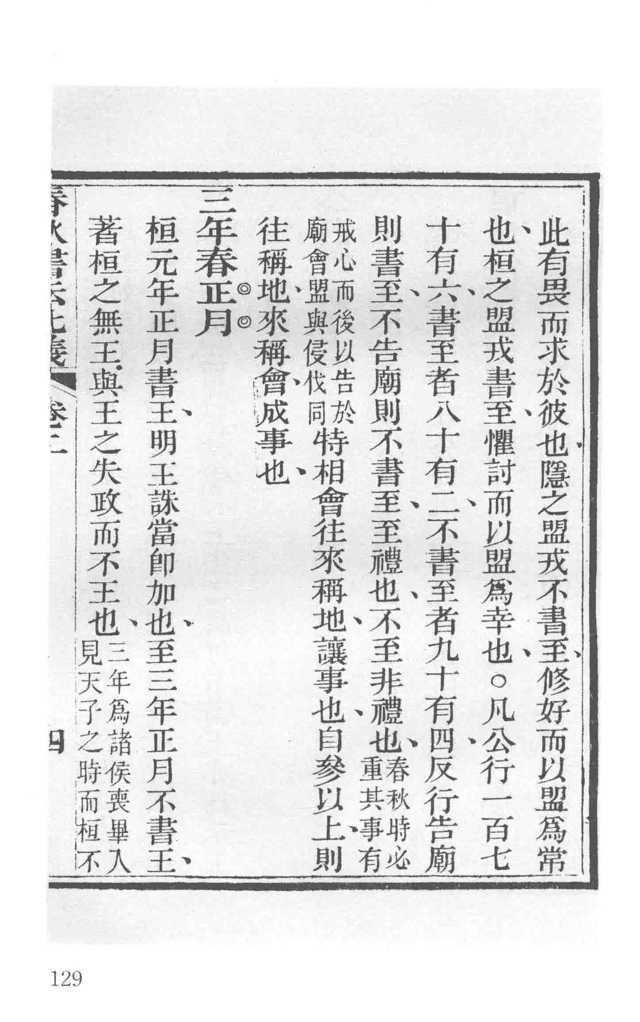 此有畏而求於彼也隱之盟戎不書至修好而以盟爲常
也桓之盟戎書至懼討而以盟爲幸也○凡公行一百七
十有六書至者八十有二不書至者九十有四反行告廟
則書至不告廟則不書至至禮也不至非禮也春秋時必重其事有
戒心而後以告於廟會盟與侵伐同特相會往來稱地讓事也自參以上則
往稱地來稱會成事也
三年春正月
桓元年正月書王明王誅當卽加也至三年正月不書王
著桓之無王與王之失政而不王也三年爲諸侯喪畢入見天子之時而桓不
春秋書法比義 卷二 四
129